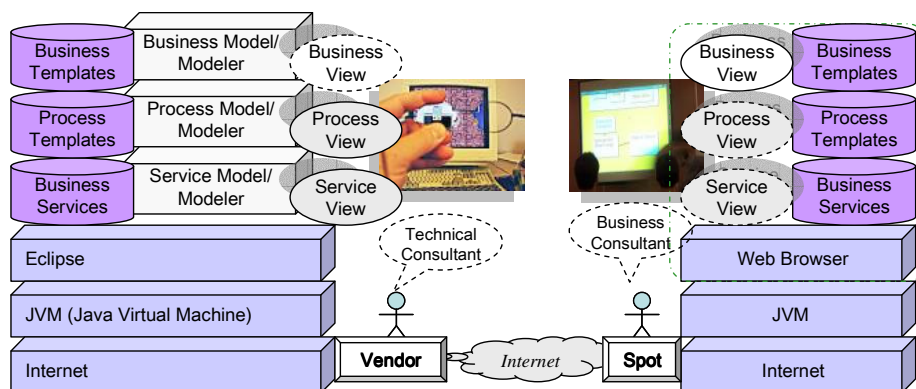 Business
Templates
Business Model/
Modeler
Business
View
Process
Templates
Process Model/
Modeler
Process
View
Business
Services
Service Model/
Modeler
Service
View
Eclipse
JVM (Java Virtual Machine)
Internet
Technical
Consultant
Vendor
Internet
Business
Consultant
Spot
Business
View
Business
Templates
Process
View
Process
Templates
Service
View
Business
Services
Web Browser
JVM
Internet